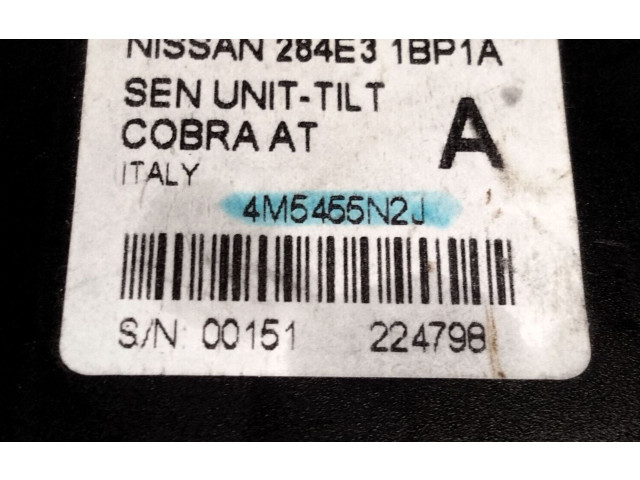 NISSAN 284E3 1BP1A
SEN UNIT-TILT
COBRA AT
A
ITALY
4M5455N2J
S/N: 00151 224798